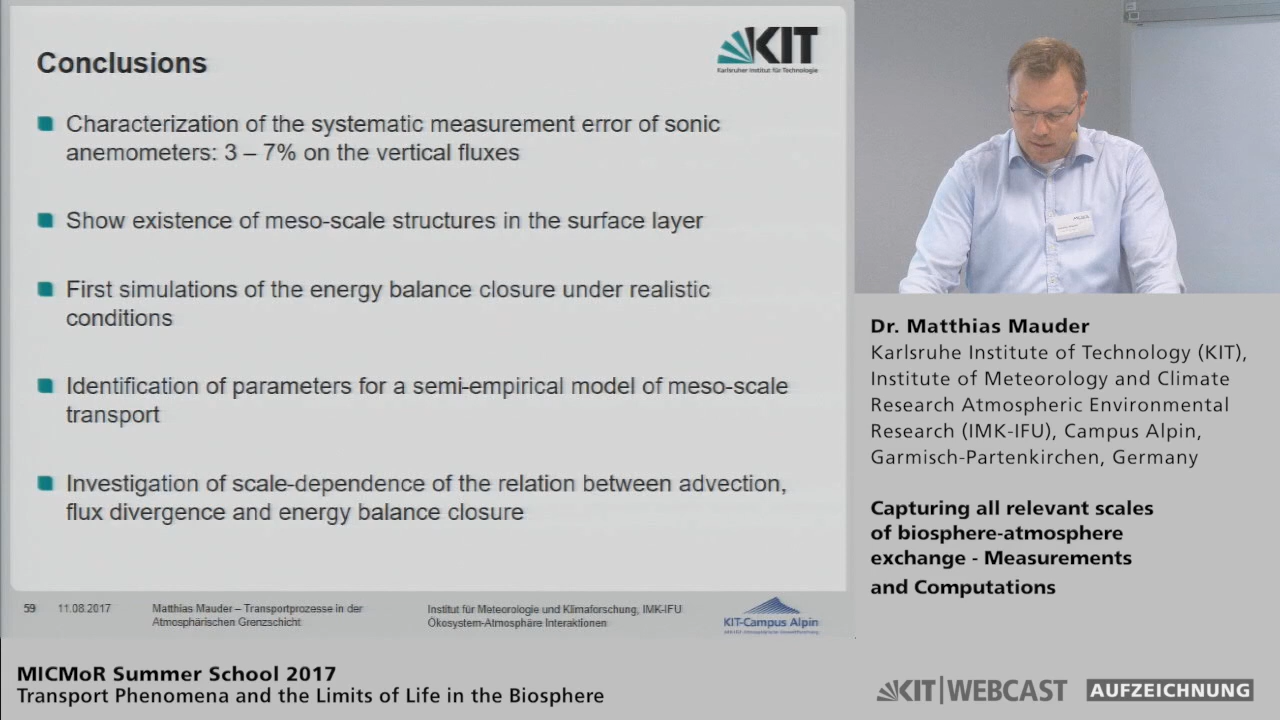 Conclusions
KIT
Karlsruher Institut für Technologie
Characterization of the systematic measurement error of sonic
anemometers: 3 – 7% on the vertical fluxes
Show existence of meso-scale structures in the surface layer
First simulations of the energy balance closure under realistic
conditions
Identification of parameters for a semi-empirical model of meso-scale
transport
Investigation of scale-dependence of the relation between advection,
flux divergence and energy balance closure
59 11.08.2017
Matthias Mauder – Transportprozesse in der
Atmosphärischen Grenzschicht
Institut für Meteorologie und Klimaforschung, IMK-IFU
Ökosystem-Atmosphäre Interaktionen
KIT-Campus Alpin
Dr. Matthias Mauder
Karlsruhe Institute of Technology (KIT),
Institute of Meteorology and Climate
Research Atmospheric Environmental
Research (IMK-IFU), Campus Alpin,
Garmisch-Partenkirchen, Germany
Capturing all relevant scales
of biosphere-atmosphere
exchange - Measurements
and Computations
MICMoR Summer School 2017
Transport Phenomena and the Limits of Life in the Biosphere
KIT|WEBCAST AUFZEICHNUNG